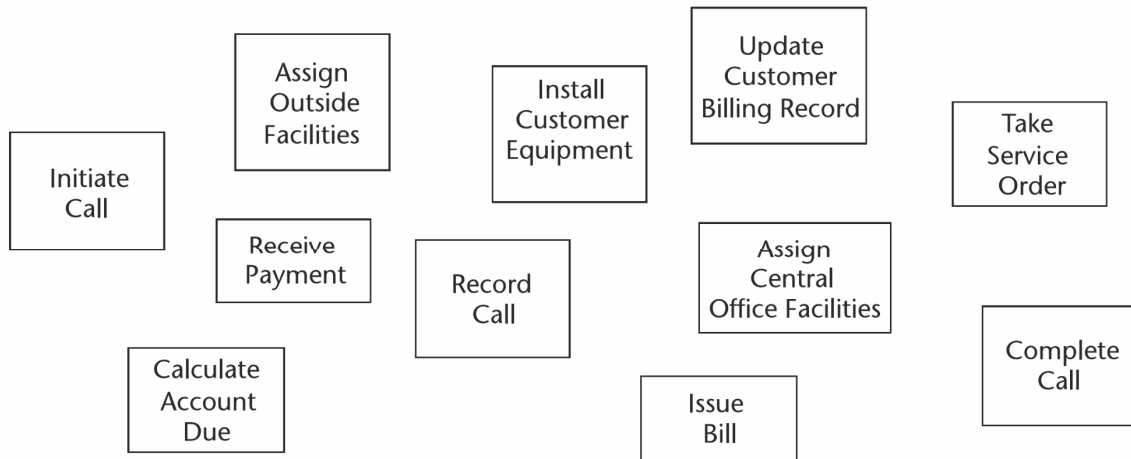 Assign
Outside
Facilities
Install
Customer
Equipment
Update
Customer
Billing Record
Take
Service
Order
Initiate
Call
Receive
Payment
Record
Call
Assign
Central
Office Facilities
Complete
Call
Calculate
Account
Due
Issue
Bill